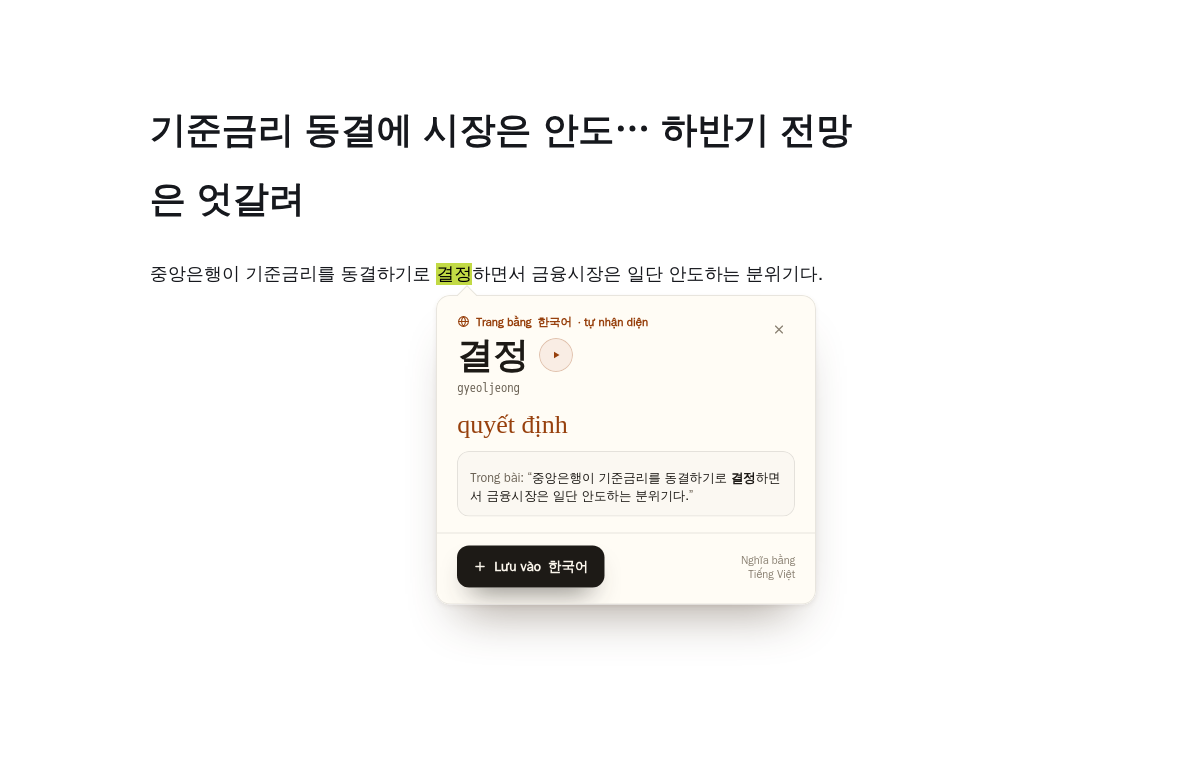 기준금리 동결에 시장은 안도… 하반기 전망
은 엇갈려
중앙은행이 기준금리를 동결하기로 결정하면서 금융시장은 일단 안도하는 분위기다.
Trang bằng 한국어 · tự nhận diện
결정
gyeoljeong
quyết định
Trong bài: “중앙은행이 기준금리를 동결하기로 결정하면
서 금융시장은 일단 안도하는 분위기다.”
+ Lưu vào 한국어
Nghĩa bằng
Tiếng Việt